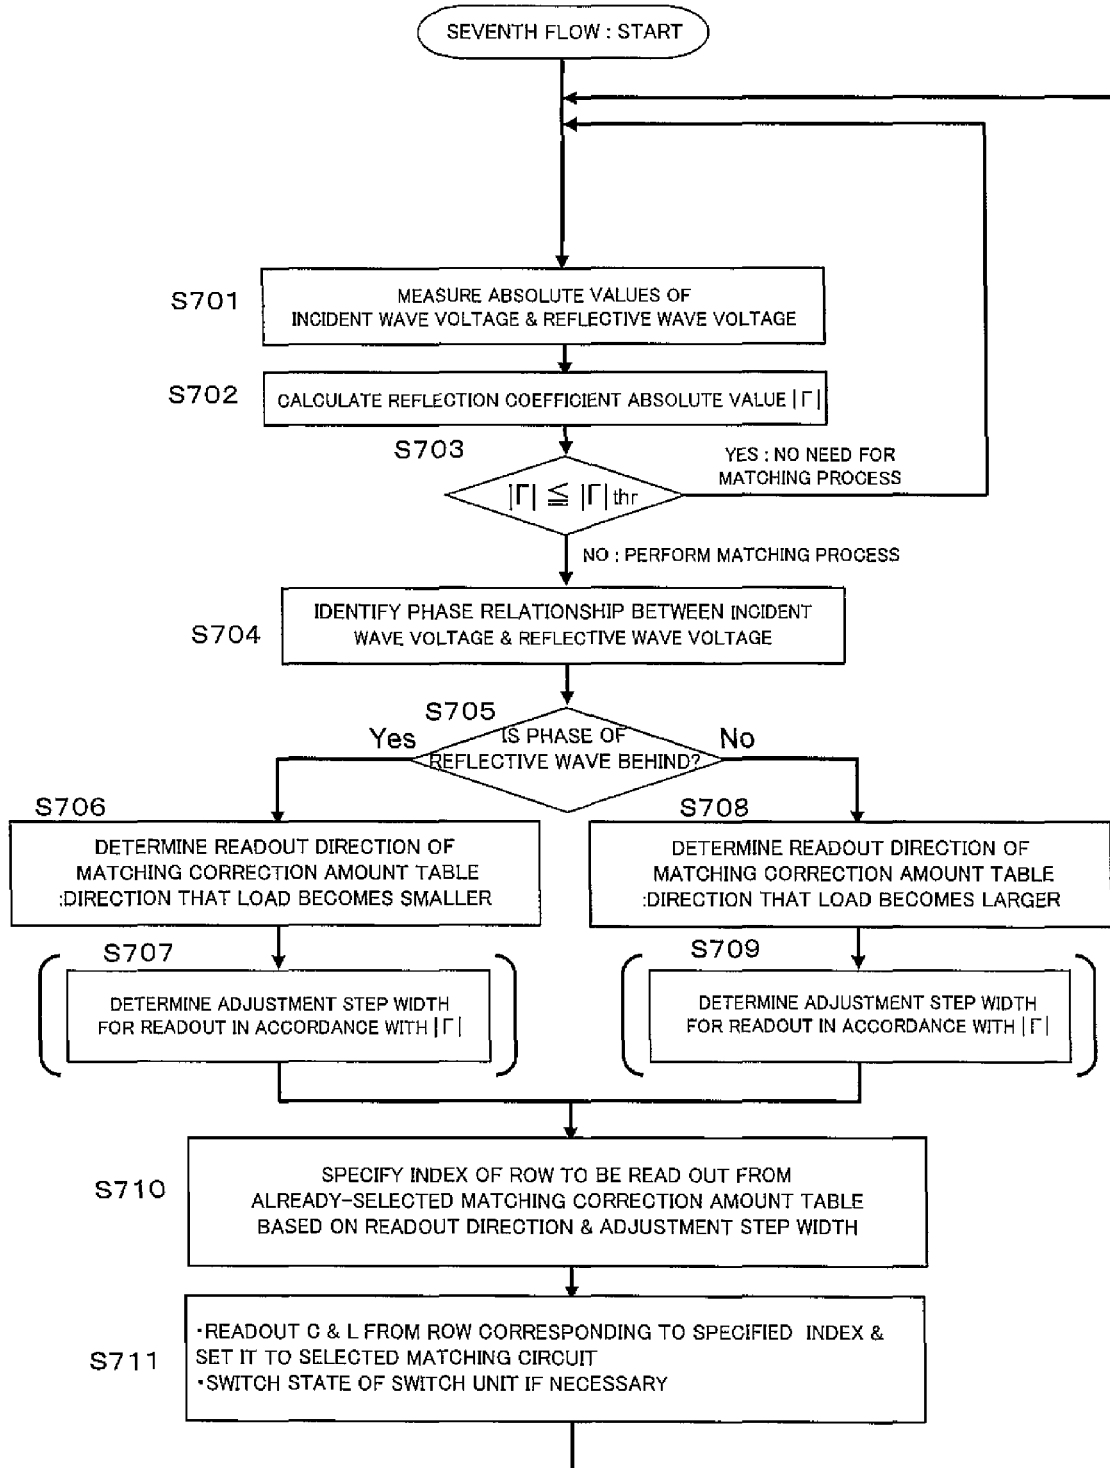 SEVENTH FLOW : START
S701
MEASURE ABSOLUTE VALUES OF
INCIDENT WAVE VOLTAGE & REFLECTIVE WAVE VOLTAGE
S702
CALCULATE REFLECTION COEFFICIENT ABSOLUTE VALUE |Γ|
S703
|Γ| ≦ |Γ| thr
YES : NO NEED FOR
MATCHING PROCESS
NO : PERFORM MATCHING PROCESS
S704
IDENTIFY PHASE RELATIONSHIP BETWEEN INCIDENT
WAVE VOLTAGE & REFLECTIVE WAVE VOLTAGE
S705
IS PHASE OF
REFLECTIVE WAVE BEHIND?
Yes
No
S706
DETERMINE READOUT DIRECTION OF
MATCHING CORRECTION AMOUNT TABLE
:DIRECTION THAT LOAD BECOMES SMALLER
S707
DETERMINE ADJUSTMENT STEP WIDTH
FOR READOUT IN ACCORDANCE WITH |Γ|
S708
DETERMINE READOUT DIRECTION OF
MATCHING CORRECTION AMOUNT TABLE
:DIRECTION THAT LOAD BECOMES LARGER
S709
DETERMINE ADJUSTMENT STEP WIDTH
FOR READOUT IN ACCORDANCE WITH |Γ|
S710
SPECIFY INDEX OF ROW TO BE READ OUT FROM
ALREADY-SELECTED MATCHING CORRECTION AMOUNT TABLE
BASED ON READOUT DIRECTION & ADJUSTMENT STEP WIDTH
S711
・READOUT C & L FROM ROW CORRESPONDING TO SPECIFIED INDEX &
SET IT TO SELECTED MATCHING CIRCUIT
・SWITCH STATE OF SWITCH UNIT IF NECESSARY